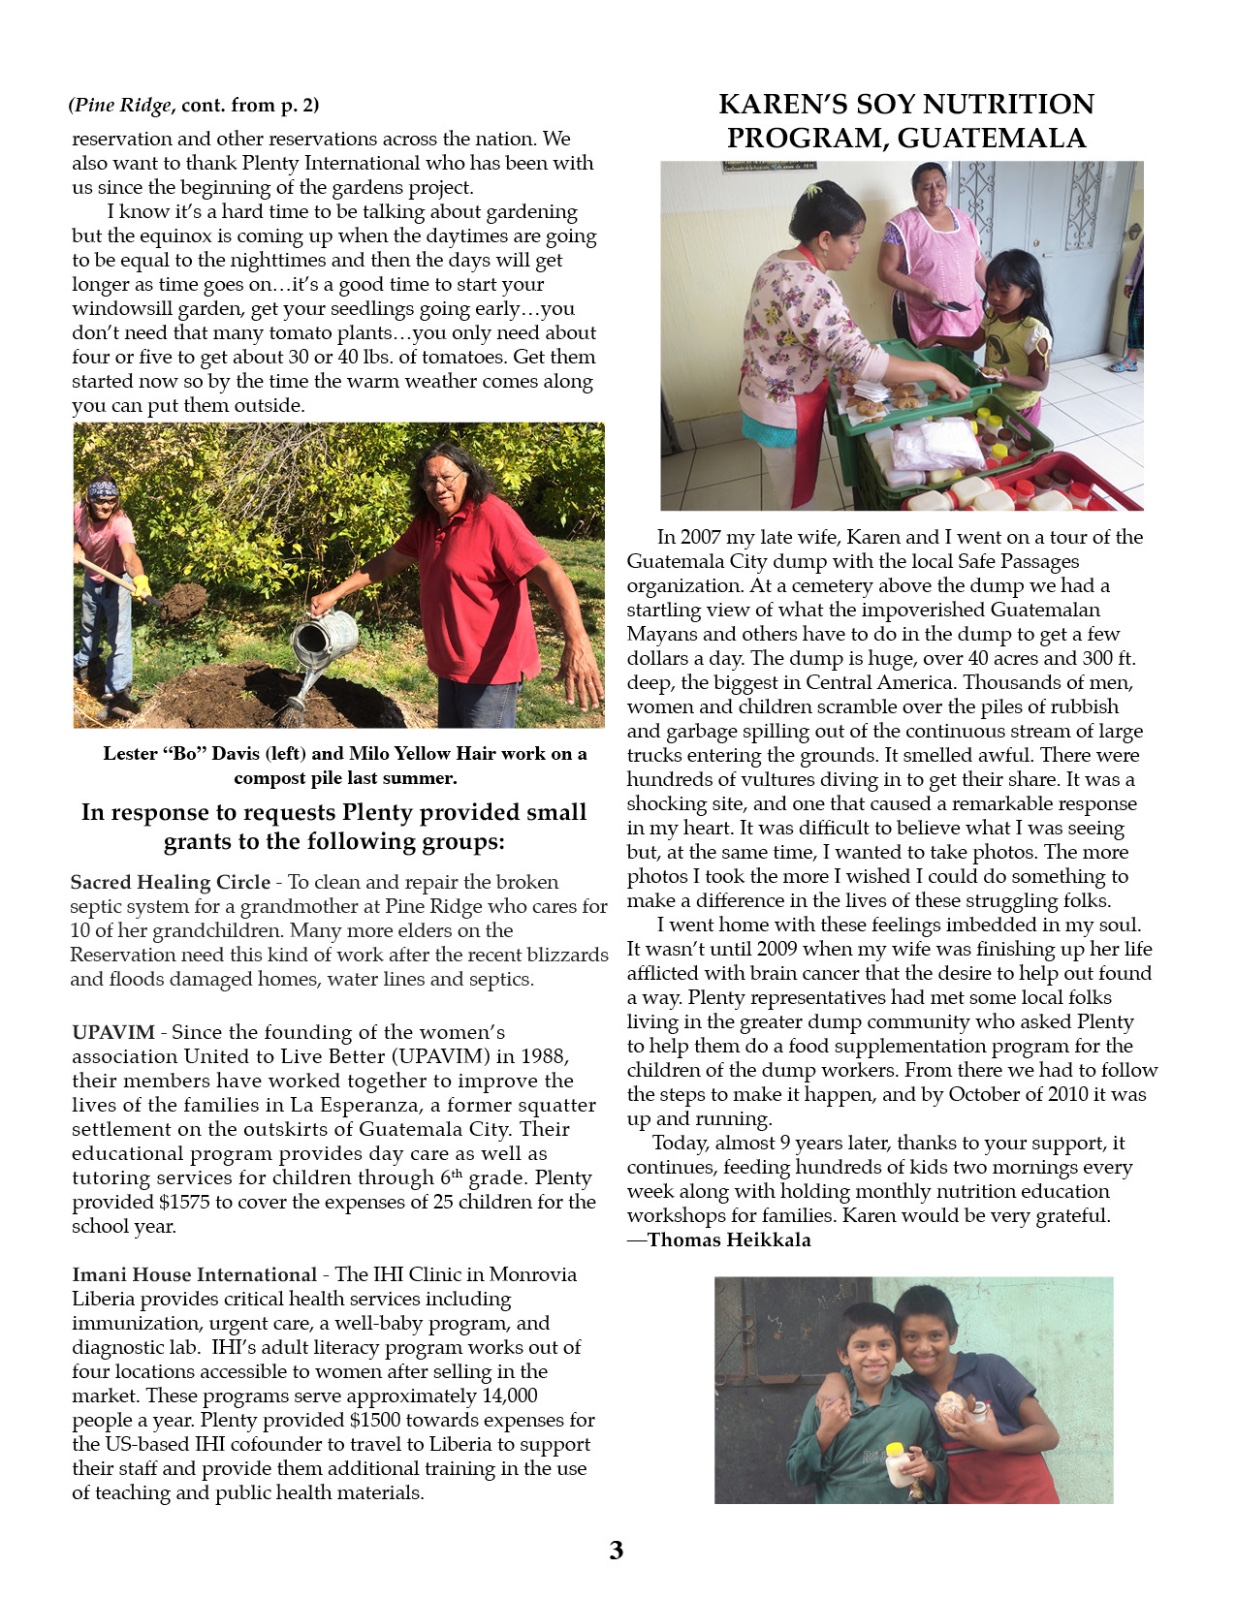 (Pine Ridge, cont. from p. 2)
reservation and other reservations across the nation. We
also want to thank Plenty International who has been with
us since the beginning of the gardens project.
I know it’s a hard time to be talking about gardening
but the equinox is coming up when the daytimes are going
to be equal to the nighttimes and then the days will get
longer as time goes on…it’s a good time to start your
windowsill garden, get your seedlings going early…you
don’t need that many tomato plants…you only need about
four or five to get about 30 or 40 lbs. of tomatoes. Get them
started now so by the time the warm weather comes along
you can put them outside.
Lester “Bo” Davis (left) and Milo Yellow Hair work on a
compost pile last summer.
In response to requests Plenty provided small
grants to the following groups:
Sacred Healing Circle - To clean and repair the broken
septic system for a grandmother at Pine Ridge who cares for
10 of her grandchildren. Many more elders on the
Reservation need this kind of work after the recent blizzards
and floods damaged homes, water lines and septics.
UPAVIM - Since the founding of the women’s
association United to Live Better (UPAVIM) in 1988,
their members have worked together to improve the
lives of the families in La Esperanza, a former squatter
settlement on the outskirts of Guatemala City. Their
educational program provides day care as well as
tutoring services for children through 6th grade. Plenty
provided $1575 to cover the expenses of 25 children for the
school year.
Imani House International - The IHI Clinic in Monrovia
Liberia provides critical health services including
immunization, urgent care, a well-baby program, and
diagnostic lab. IHI’s adult literacy program works out of
four locations accessible to women after selling in the
market. These programs serve approximately 14,000
people a year. Plenty provided $1500 towards expenses for
the US-based IHI cofounder to travel to Liberia to support
their staff and provide them additional training in the use
of teaching and public health materials.
KAREN’S SOY NUTRITION
PROGRAM, GUATEMALA
In 2007 my late wife, Karen and I went on a tour of the
Guatemala City dump with the local Safe Passages
organization. At a cemetery above the dump we had a
startling view of what the impoverished Guatemalan
Mayans and others have to do in the dump to get a few
dollars a day. The dump is huge, over 40 acres and 300 ft.
deep, the biggest in Central America. Thousands of men,
women and children scramble over the piles of rubbish
and garbage spilling out of the continuous stream of large
trucks entering the grounds. It smelled awful. There were
hundreds of vultures diving in to get their share. It was a
shocking site, and one that caused a remarkable response
in my heart. It was difficult to believe what I was seeing
but, at the same time, I wanted to take photos. The more
photos I took the more I wished I could do something to
make a difference in the lives of these struggling folks.
I went home with these feelings imbedded in my soul.
It wasn’t until 2009 when my wife was finishing up her life
afflicted with brain cancer that the desire to help out found
a way. Plenty representatives had met some local folks
living in the greater dump community who asked Plenty
to help them do a food supplementation program for the
children of the dump workers. From there we had to follow
the steps to make it happen, and by October of 2010 it was
up and running.
Today, almost 9 years later, thanks to your support, it
continues, feeding hundreds of kids two mornings every
week along with holding monthly nutrition education
workshops for families. Karen would be very grateful.
—Thomas Heikkala
3